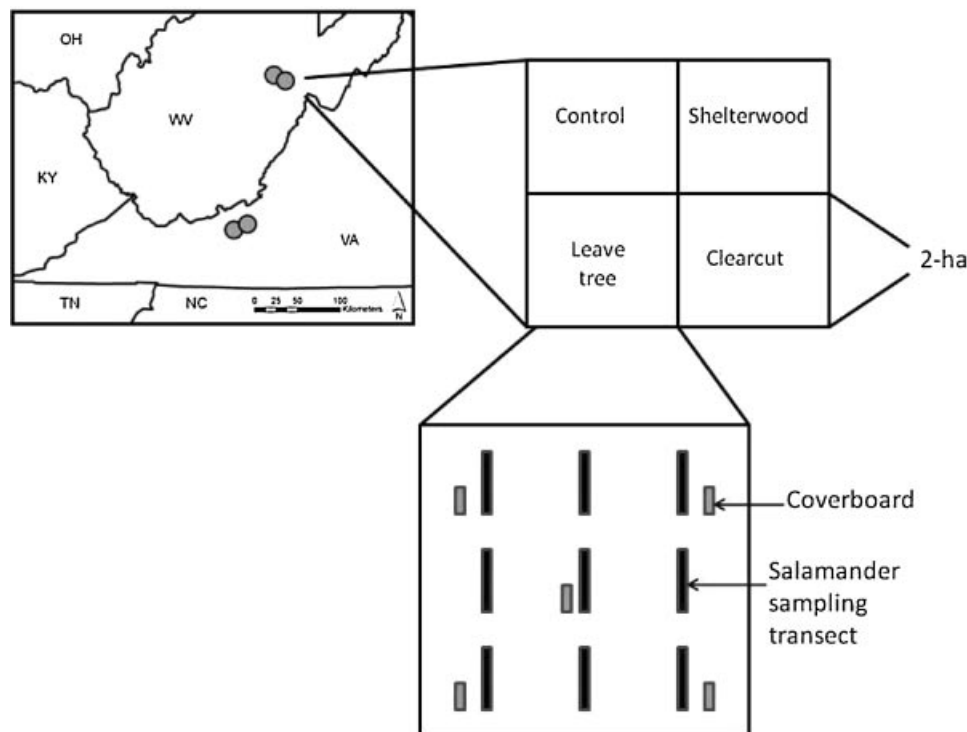 OH
WV
KY
VA
TN
NC
0 25 50 100
Kilometers
N
Control
Shelterwood
Leave
tree
Clearcut
2-ha
Coverboard
Salamander
sampling
transect